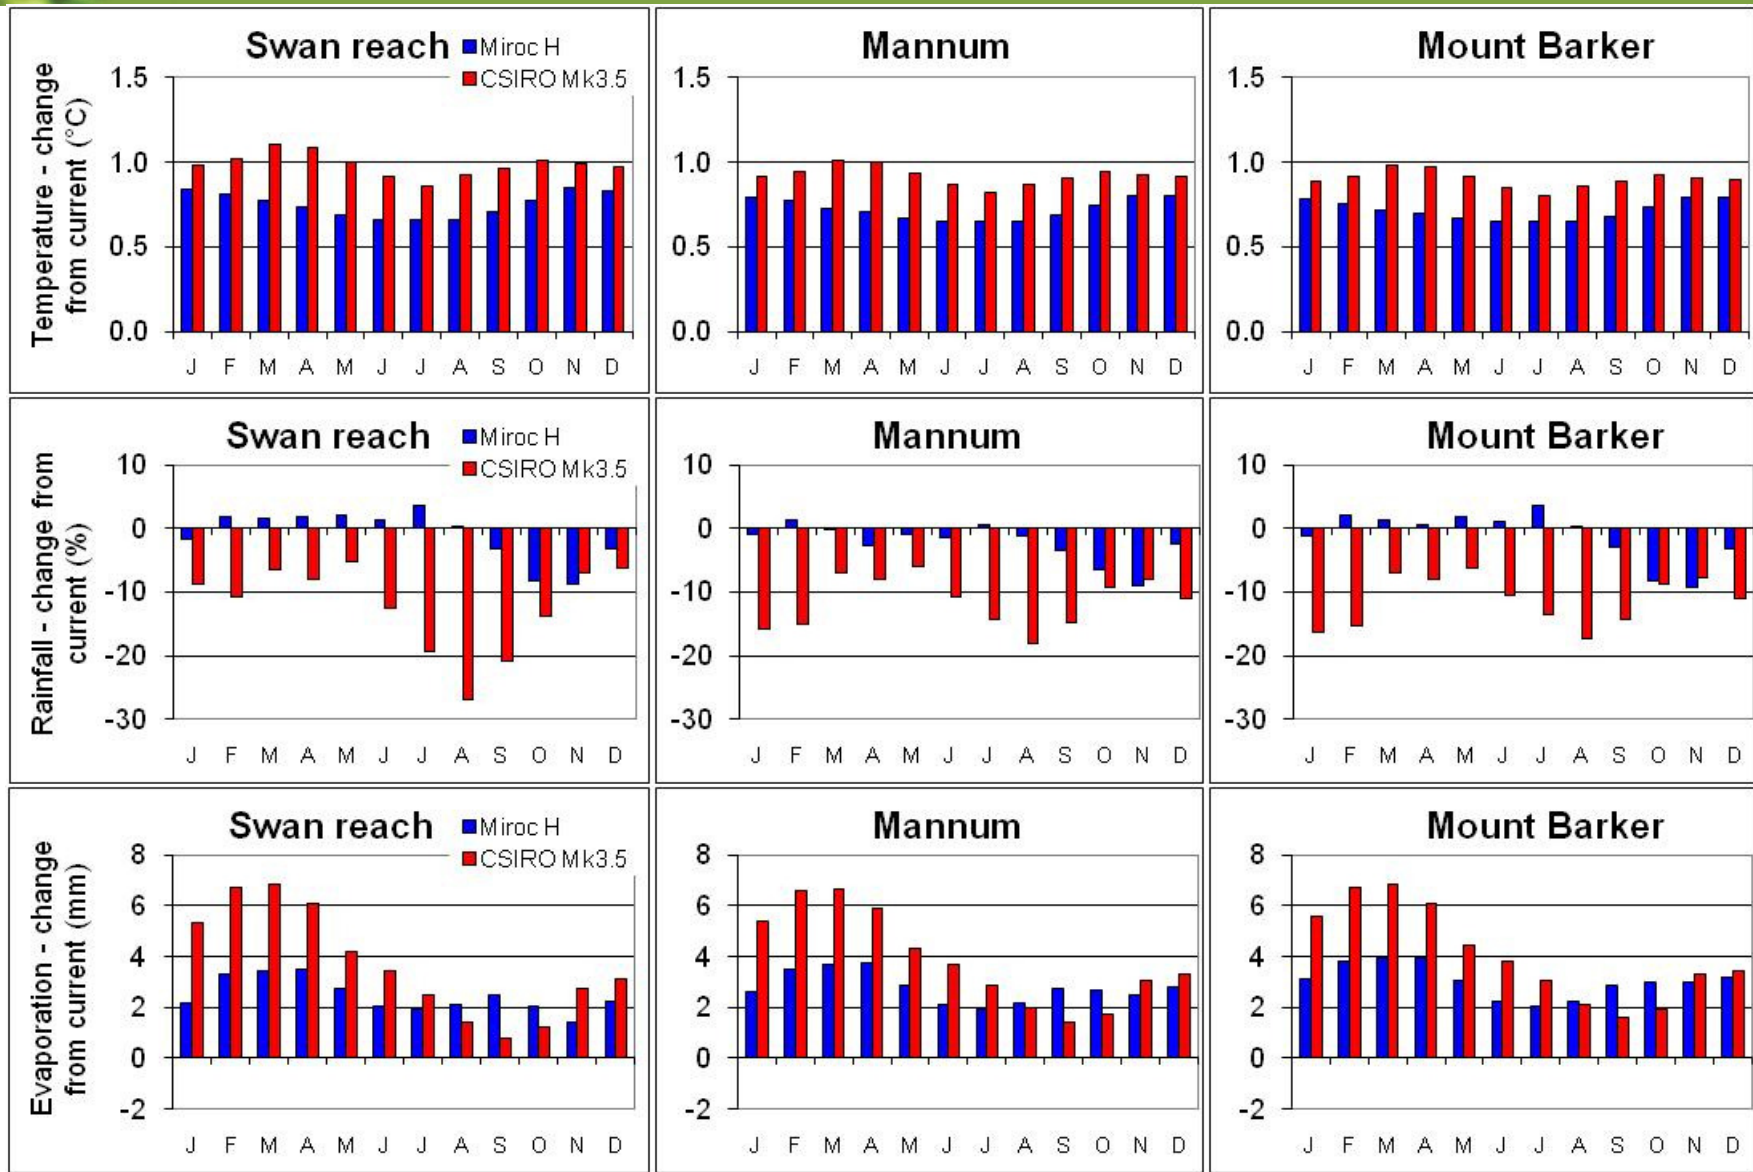 Swan reach
Miroc H
CSIRO Mk3.5
Temperature - change
from current (°C)
1.5
1.0
0.5
0.0
J F M A M J J A S O N D
Mannum
1.5
1.0
0.5
0.0
J F M A M J J A S O N D
Mount Barker
1.5
1.0
0.5
0.0
J F M A M J J A S O N D
Swan reach
Miroc H
CSIRO Mk3.5
Rainfall - change from
current (%)
10
0
-10
-20
-30
J F M A M J J A S O N D
Mannum
10
0
-10
-20
-30
J F M A M J J A S O N D
Mount Barker
10
0
-10
-20
-30
J F M A M J J A S O N D
Swan reach
Miroc H
CSIRO Mk3.5
Evaporation - change
from current (mm)
8
6
4
2
0
-2
J F M A M J J A S O N D
Mannum
8
6
4
2
0
-2
J F M A M J J A S O N D
Mount Barker
8
6
4
2
0
-2
J F M A M J J A S O N D